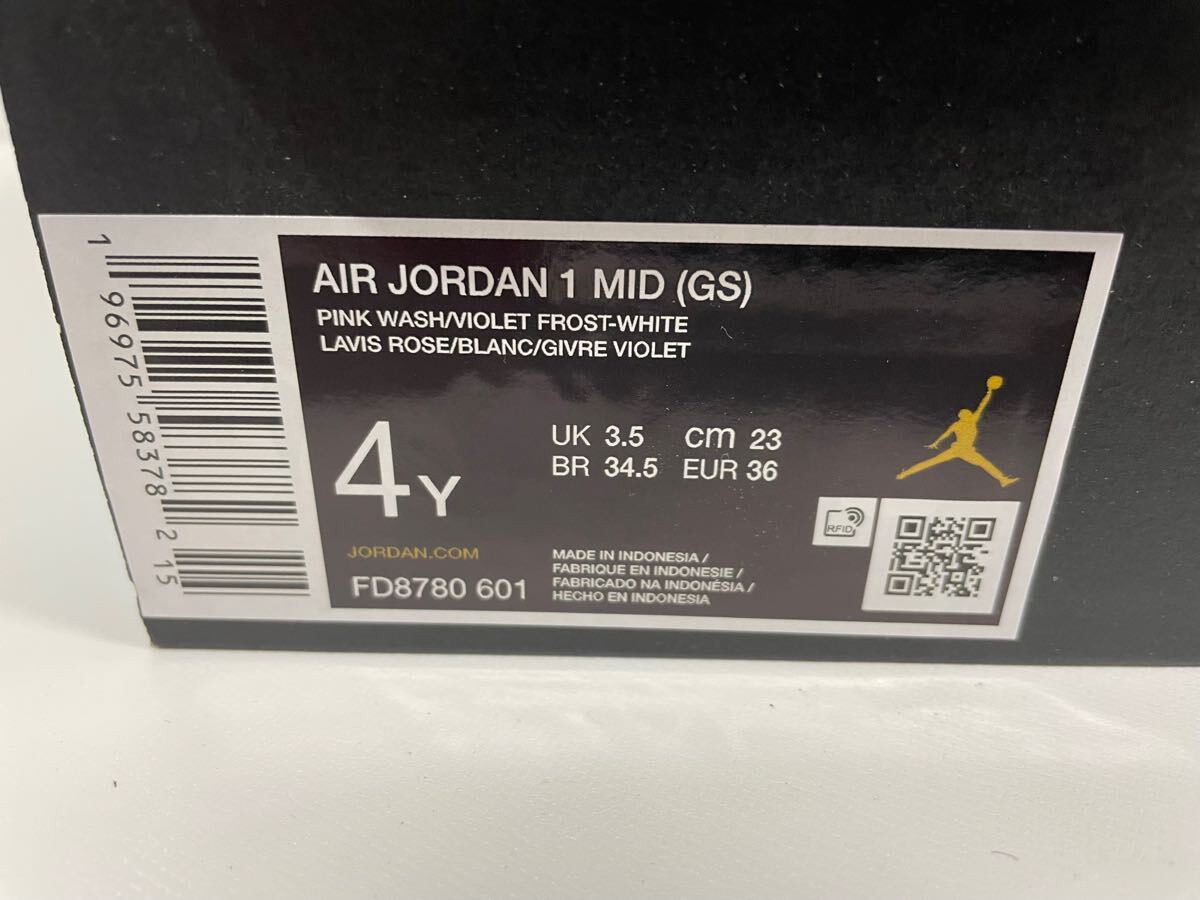 AIR JORDAN 1 MID (GS)
PINK WASH/VIOLET FROST-WHITE
LAVIS ROSE/BLANC/GIVRE VIOLET
4Y
UK 3.5 cm 23
BR 34.5 EUR 36
RFID
JORDAN.COM
FD8780 601
MADE IN INDONESIA /
FABRIQUE EN INDONESIE /
FABRICADO NA INDONÉSIA /
HECHO EN INDONESIA
1 96975 58378 2 15